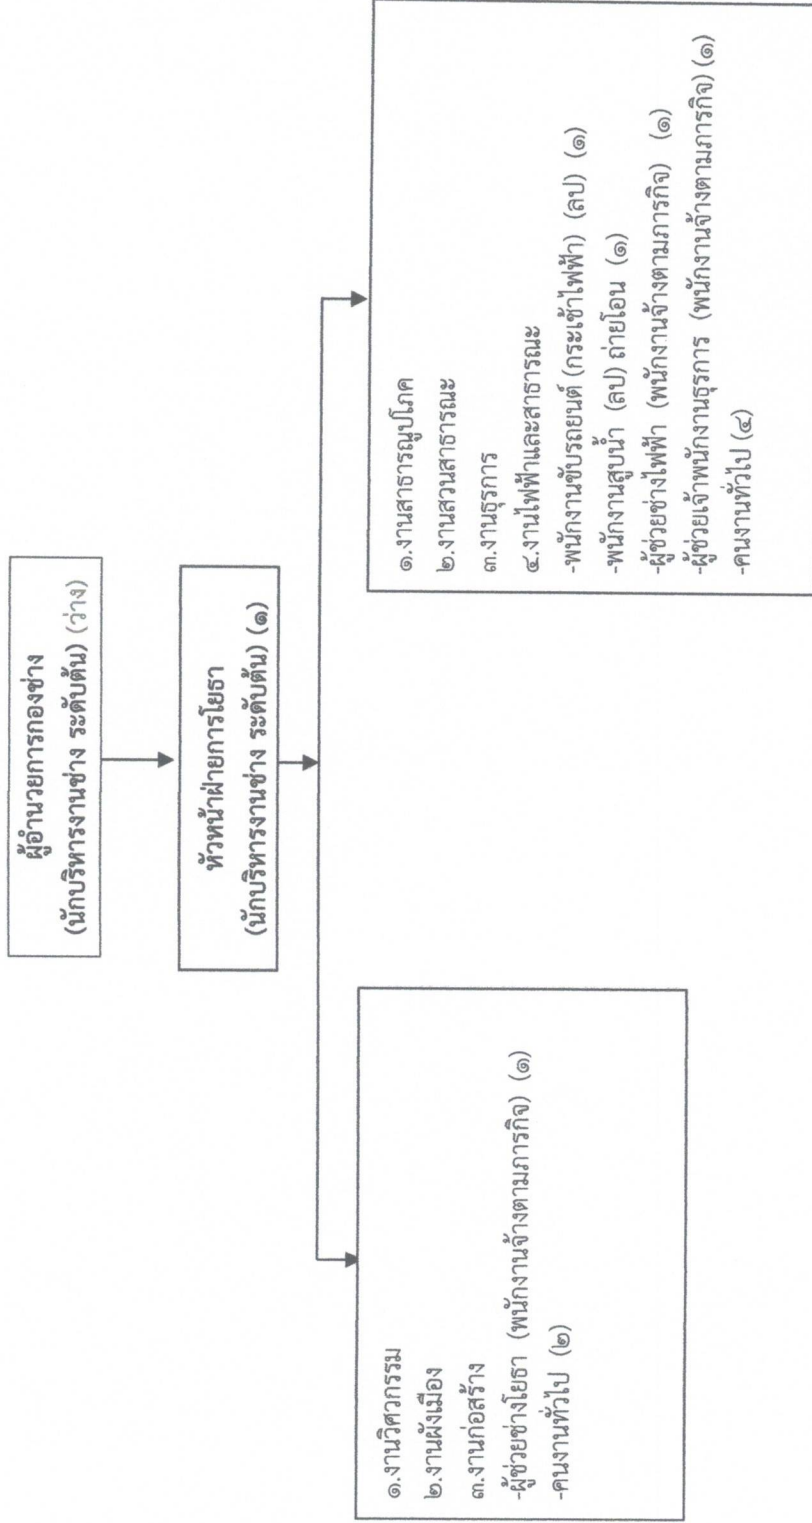 ผู้อำนวยการกองช่าง
(นักบริหารงานช่าง ระดับต้น) (ว่าง)
หัวหน้าฝ่ายการโยธา
(นักบริหารงานช่าง ระดับต้น) (๑)
๑.งานวิศวกรรม
๒.งานผังเมือง
๓.งานก่อสร้าง
-ผู้ช่วยช่างโยธา (พนักงานจ้างตามภารกิจ) (๑)
-คนงานทั่วไป (๒)
๑.งานสาธารณูปโภค
๒.งานสวนสาธารณะ
๓.งานธุรการ
๔.งานไฟฟ้าและสาธารณะ
-พนักงานขับรถยนต์ (กระเช้าไฟฟ้า) (ลป) (๑)
-พนักงานสูบน้ำ (ลป) ถ่ายโอน (๑)
-ผู้ช่วยช่างไฟฟ้า (พนักงานจ้างตามภารกิจ) (๑)
-ผู้ช่วยเจ้าพนักงานธุรการ (พนักงานจ้างตามภารกิจ) (๑)
-คนงานทั่วไป (๔)